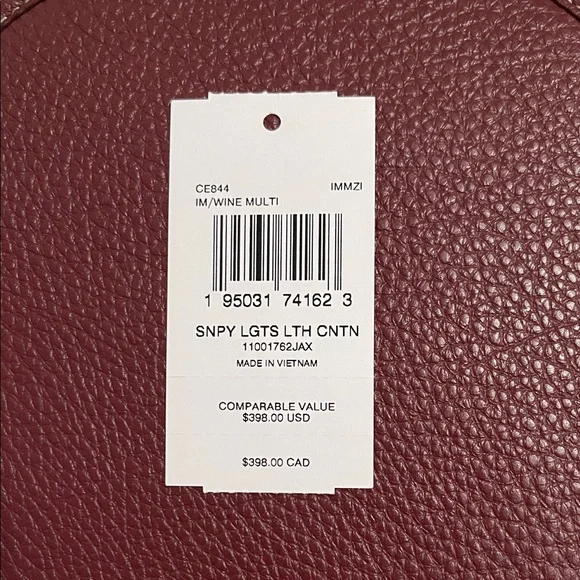 CE844 IMMZI
IM/WINE MULTI
1 95031 74162 3
SNPY LGTS LTH CNTN
11001762JAX
MADE IN VIETNAM
COMPARABLE VALUE
$398.00 USD
$398.00 CAD